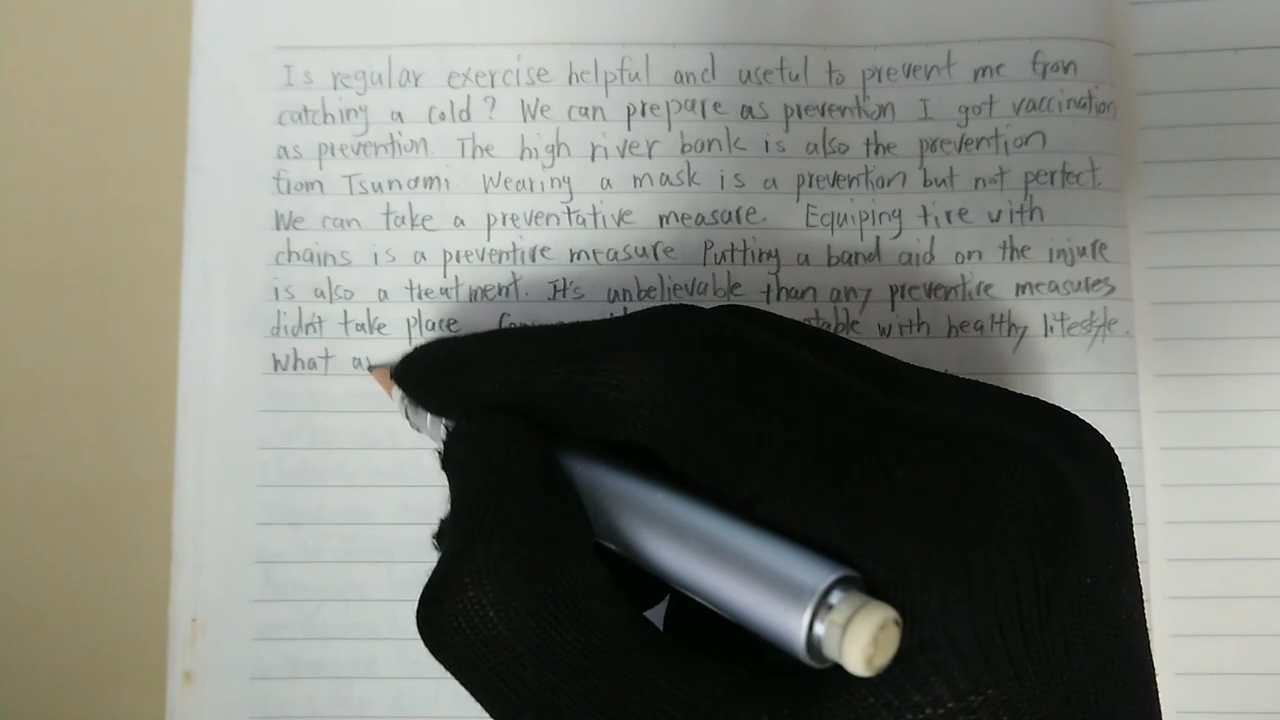 Is regular exercise helpful and useful to prevent me from
catching a cold? We can prepare as prevention I got vaccination
as prevention. The high river bank is also the prevention
from Tsunami Wearing a mask is a prevention but not perfect.
We can take a preventative measure. Equiping tire with
chains is a preventive measure Putting a band aid on the injure
is also a treatment. It's unbelievable than any preventive measures
didn't take place with healthy lifestyle.
What